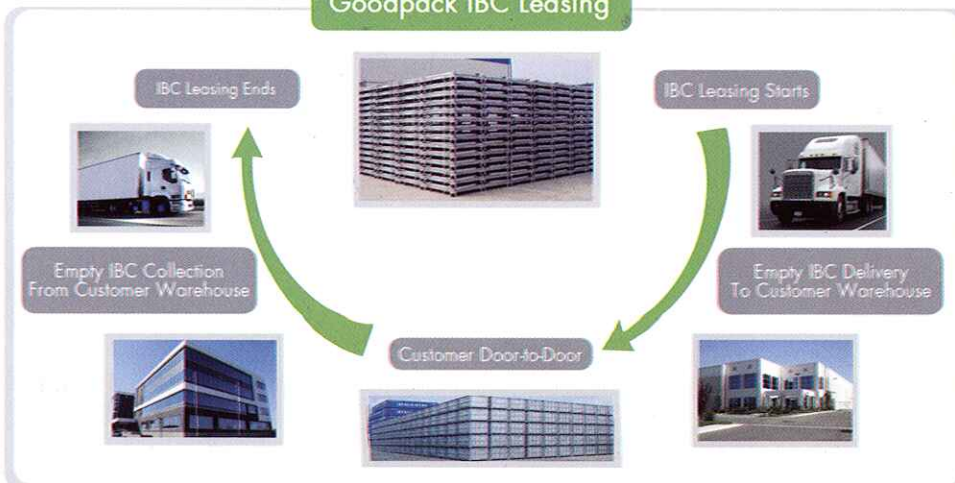 Goodpack IBC Leasing
IBC Leasing Ends
IBC Leasing Starts
Empty IBC Collection
From Customer Warehouse
Empty IBC Delivery
To Customer Warehouse
Customer Door-to-Door